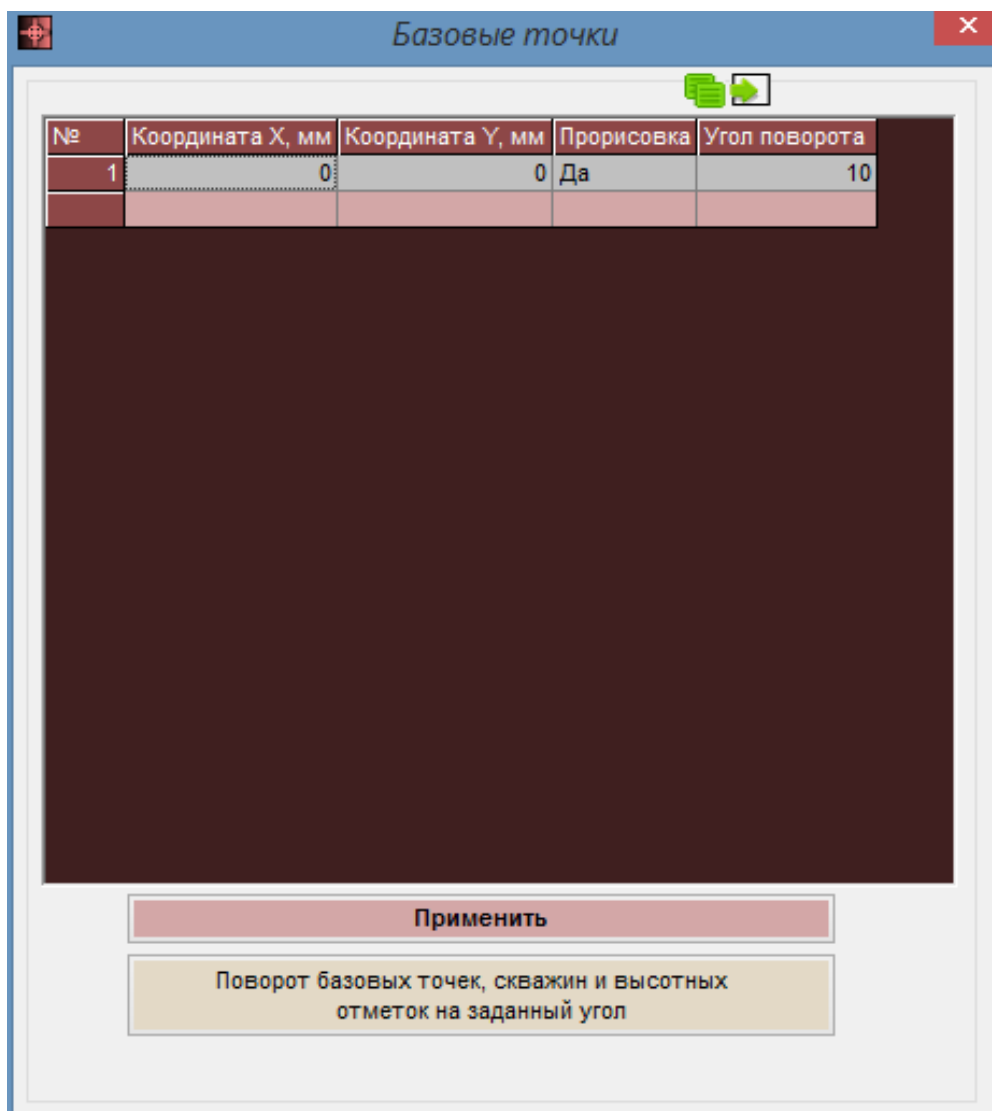 Базовые точки
№ Координата X, мм Координата Y, мм Прорисовка Угол поворота
1 0 0 Да 10
Применить
Поворот базовых точек, скважин и высотных
отметок на заданный угол